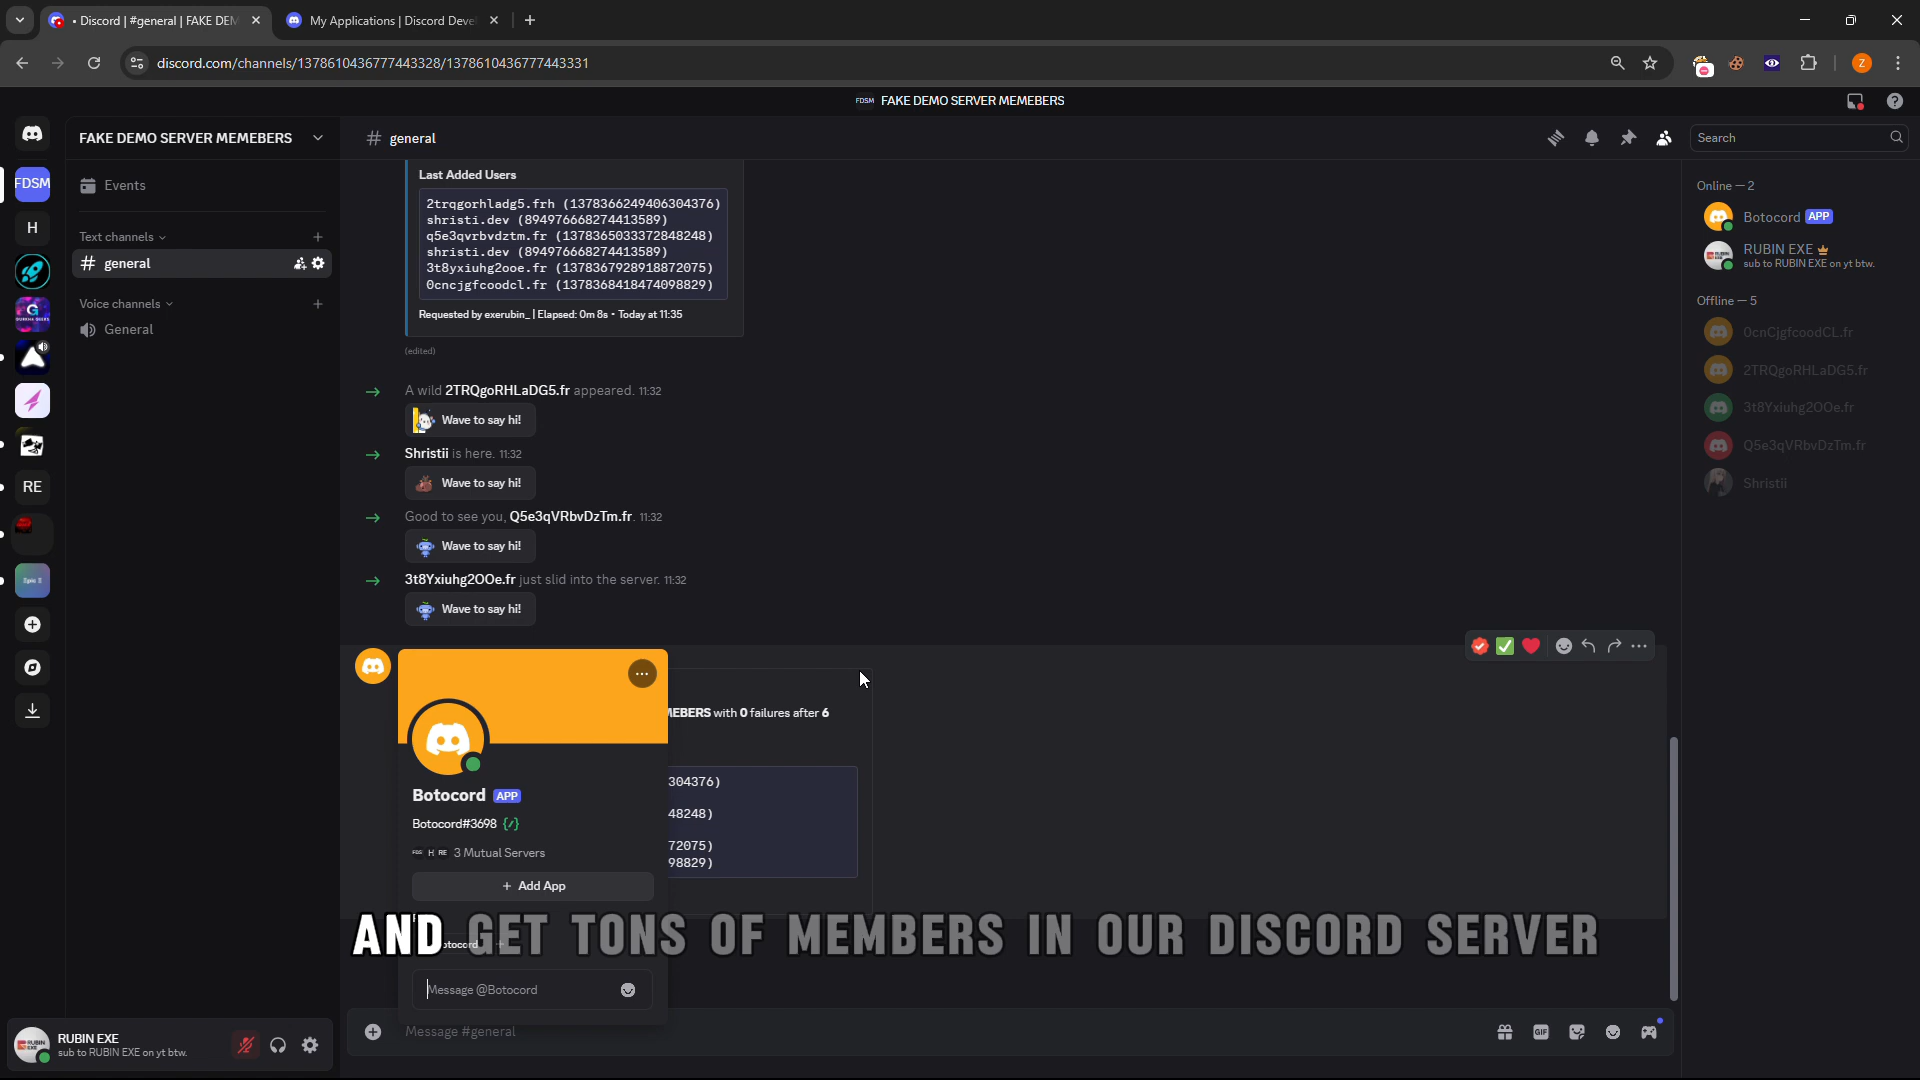 • Discord | #general | FAKE DEM
My Applications | Discord Deve
discord.com/channels/1378610436777443328/1378610436777443331
Z
FDSM FAKE DEMO SERVER MEMEBERS
FAKE DEMO SERVER MEMEBERS
# general
Search
FDSM
H
RE
Events
Text channels
general
Voice channels
General
Last Added Users
2trqgorhladg5.frh (1378366249406304376)
shristi.dev (894976668274413589)
q5e3qvrbvdztm.fr (1378365033372848248)
shristi.dev (894976668274413589)
3t8yxiuhg2ooe.fr (1378367928918872075)
0cncjgfcoodcl.fr (1378368418474098829)
Requested by exerubin_ | Elapsed: 0m 8s • Today at 11:35
(edited)
A wild 2TRQgoRHLaDG5.fr appeared. 11:32
Wave to say hi!
Shristii is here. 11:32
Wave to say hi!
Good to see you, Q5e3qVRbvDzTm.fr. 11:32
Wave to say hi!
3t8Yxiuhg2OOe.fr just slid into the server. 11:32
Wave to say hi!
MEBERS with 0 failures after 6
304376)
48248)
72075)
98829)
Botocord APP
Botocord#3698
H RE 3 Mutual Servers
+ Add App
otocord +
Message @Botocord
AND GET TONS OF MEMBERS IN OUR DISCORD SERVER
Message #general
GIF
Online — 2
Botocord APP
RUBIN EXE
sub to RUBIN EXE on yt btw.
Offline — 5
0cnCjgfcoodCL.fr
2TRQgoRHLaDG5.fr
3t8Yxiuhg2OOe.fr
Q5e3qVRbvDzTm.fr
Shristii
RUBIN EXE
sub to RUBIN EXE on yt btw.